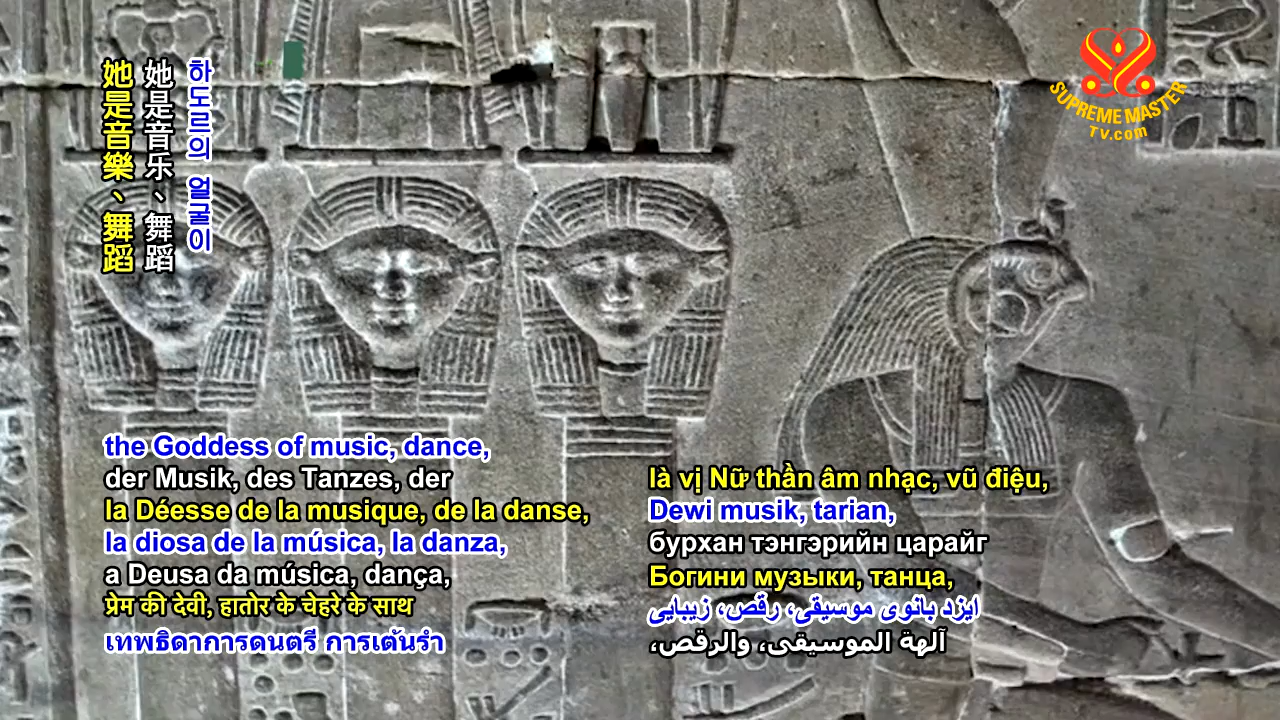 하도르의 얼굴이
她是音乐、舞蹈
她是音樂、舞蹈
SUPREME MASTER
TV.com
the Goddess of music, dance,
der Musik, des Tanzes, der
la Déesse de la musique, de la danse,
la diosa de la música, la danza,
a Deusa da música, dança,
प्रेम की देवी, हातोर के चेहरे के साथ
เทพธิดาการดนตรี การเต้นรำ
là vị Nữ thần âm nhạc, vũ điệu,
Dewi musik, tarian,
бурхан тэнгэрийн царайг
Богини музыки, танца,
ایزد بانوی موسیقی، رقص، زیبایی
آلهة الموسيقى، والرقص،